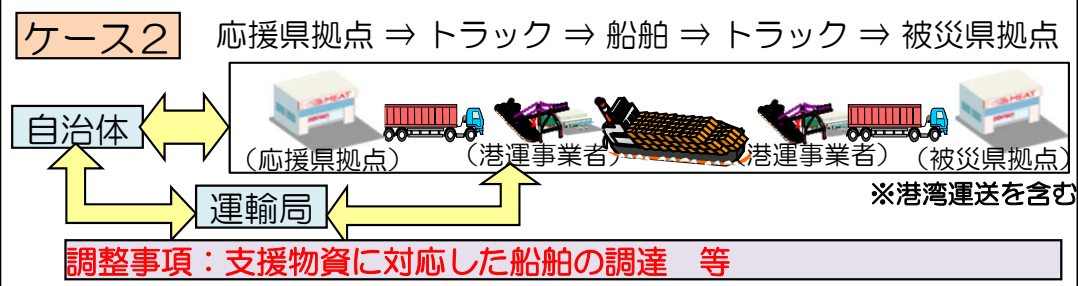 ケース2
応援県拠点 ⇒ トラック ⇒ 船舶 ⇒ トラック ⇒ 被災県拠点
自治体
MEAT
MEAT
(応援県拠点)
(港運事業者)
(港運事業者)
(被災県拠点)
※港湾運送を含む
運輸局
調整事項:支援物資に対応した船舶の調達　等